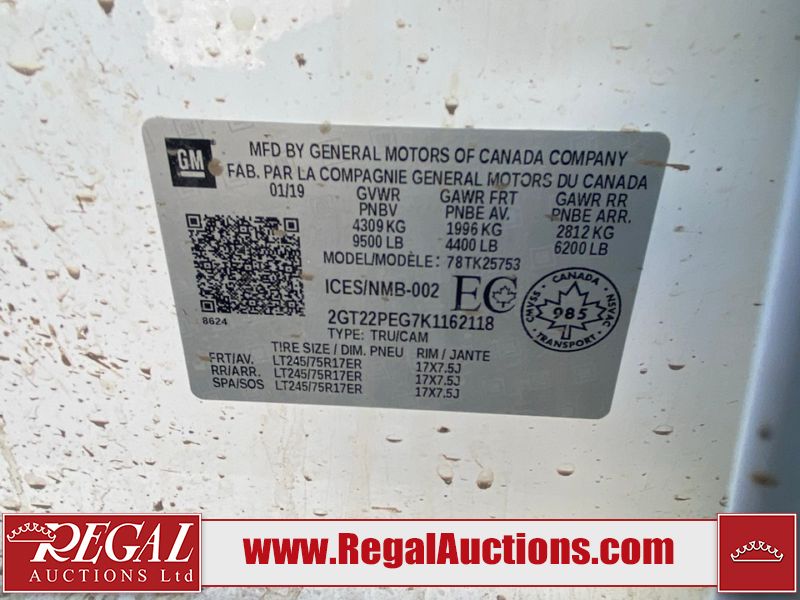 GM
MFD BY GENERAL MOTORS OF CANADA COMPANY
FAB. PAR LA COMPAGNIE GENERAL MOTORS DU CANADA
01/19 GVWR GAWR FRT GAWR RR
PNBV PNBE AV. PNBE ARR.
4309 KG 1996 KG 2812 KG
9500 LB 4400 LB 6200 LB
MODEL/MODÈLE: 78TK25753
ICES/NMB-002 EC
CANADA
CMVSS 985 NSVAC
TRANSPORT
8624
2GT22PEG7K1162118
TYPE: TRU/CAM
TIRE SIZE / DIM. PNEU RIM / JANTE
FRT/AV. LT245/75R17ER 17X7.5J
RR/ARR. LT245/75R17ER 17X7.5J
SPA/SOS LT245/75R17ER 17X7.5J
REGAL
AUCTIONS Ltd
www.RegalAuctions.com